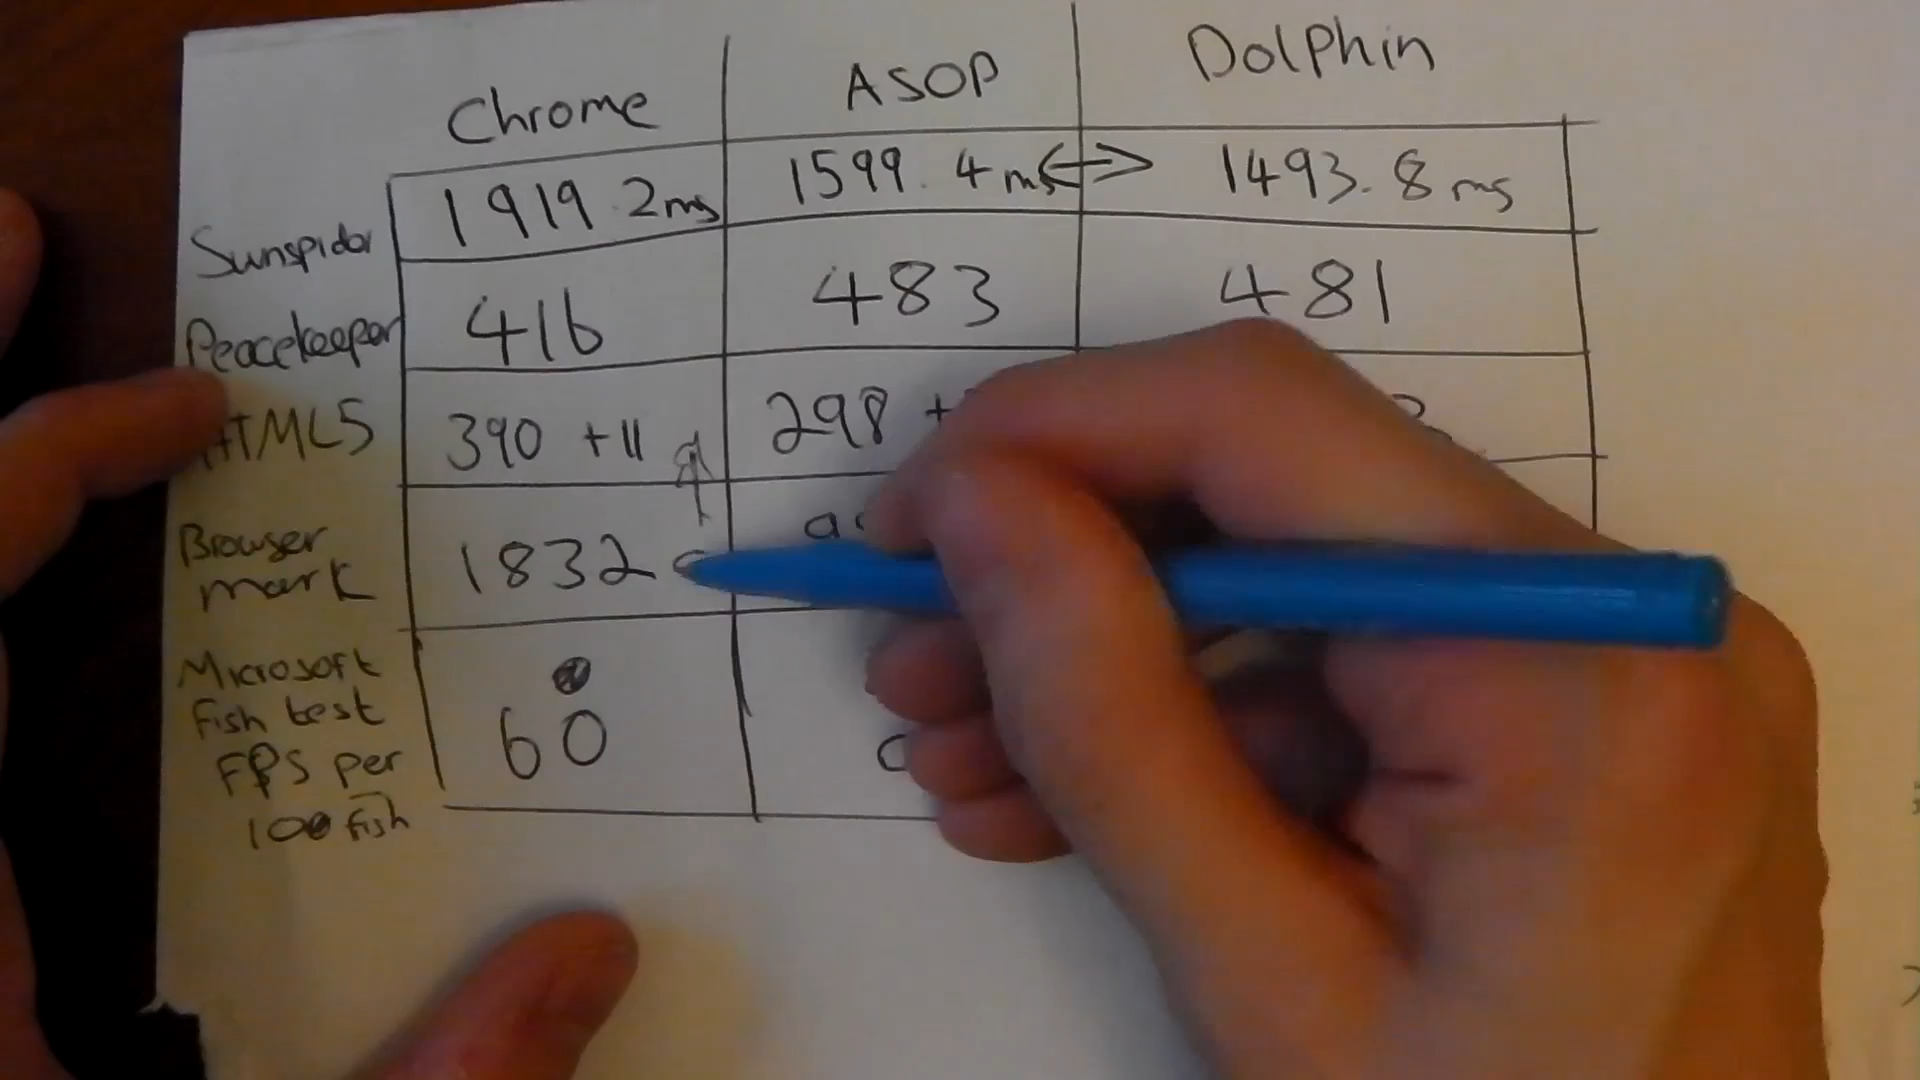 Chrome ASOP Dolphin
Sunspider 1919.2ms 1599.4ms <-> 1493.8ms
Peacekeeper 416 483 481
HTML5 390 +11 298
Browser mark 1832
Microsoft
Fish test
FPS per
100 fish
60